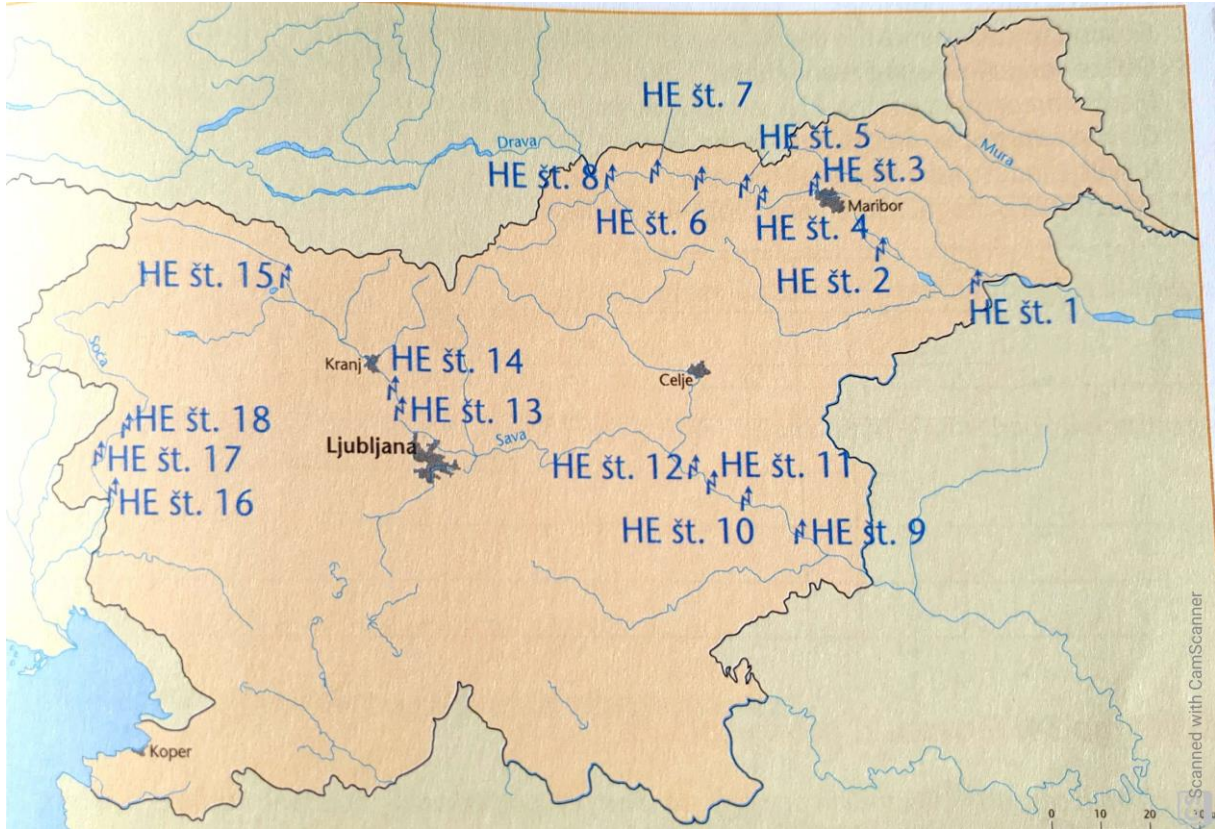 HE št. 7
Drava
HE št. 5
Mura
HE št. 8
HE št.3
Maribor
HE št. 6
HE št. 4
HE št. 2
HE št. 15
HE št. 1
Soča
Kranj
HE št. 14
Celje
HE št. 13
HE št. 18
Ljubljana
Sava
HE št. 17
HE št. 12
HE št. 11
HE št. 16
HE št. 10
HE št. 9
Koper
0 10 20
Scanned with CamScanner